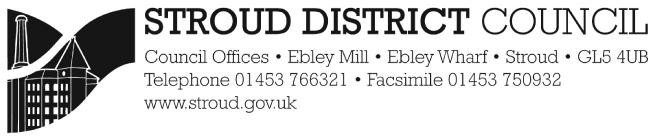 STROUD DISTRICT COUNCIL
Council Offices • Ebley Mill • Ebley Wharf • Stroud • GL5 4UB
Telephone 01453 766321 • Facsimile 01453 750932
www.stroud.gov.uk